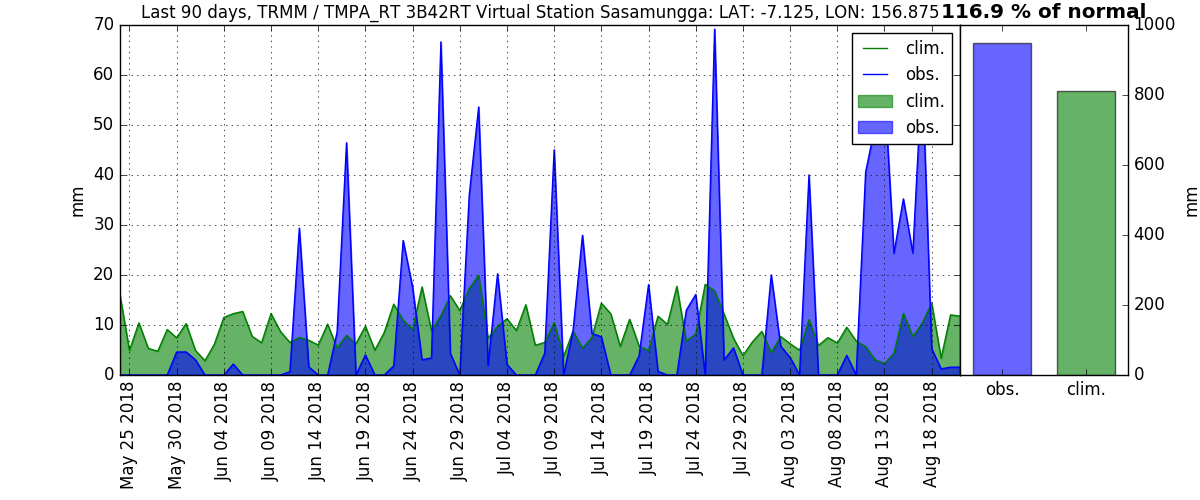 Last 90 days, TRMM / TMPA_RT 3B42RT Virtual Station Sasamungga: LAT: -7.125, LON: 156.875
116.9 % of normal
70
60
50
40
30
20
10
0
mm
clim.
obs.
clim.
obs.
1000
800
600
400
200
0
mm
May 25 2018
May 30 2018
Jun 04 2018
Jun 09 2018
Jun 14 2018
Jun 19 2018
Jun 24 2018
Jun 29 2018
Jul 04 2018
Jul 09 2018
Jul 14 2018
Jul 19 2018
Jul 24 2018
Jul 29 2018
Aug 03 2018
Aug 08 2018
Aug 13 2018
Aug 18 2018
obs.
clim.